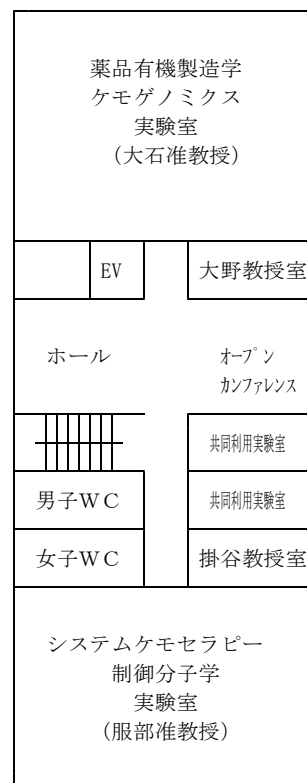 薬品有機製造学
ケモゲノミクス
実験室
（大石准教授）
EV
大野教授室
ホール
オープン
カンファレンス
共同利用実験室
男子ＷＣ
共同利用実験室
女子ＷＣ
掛谷教授室
システムケモセラピー
制御分子学
実験室
（服部准教授）